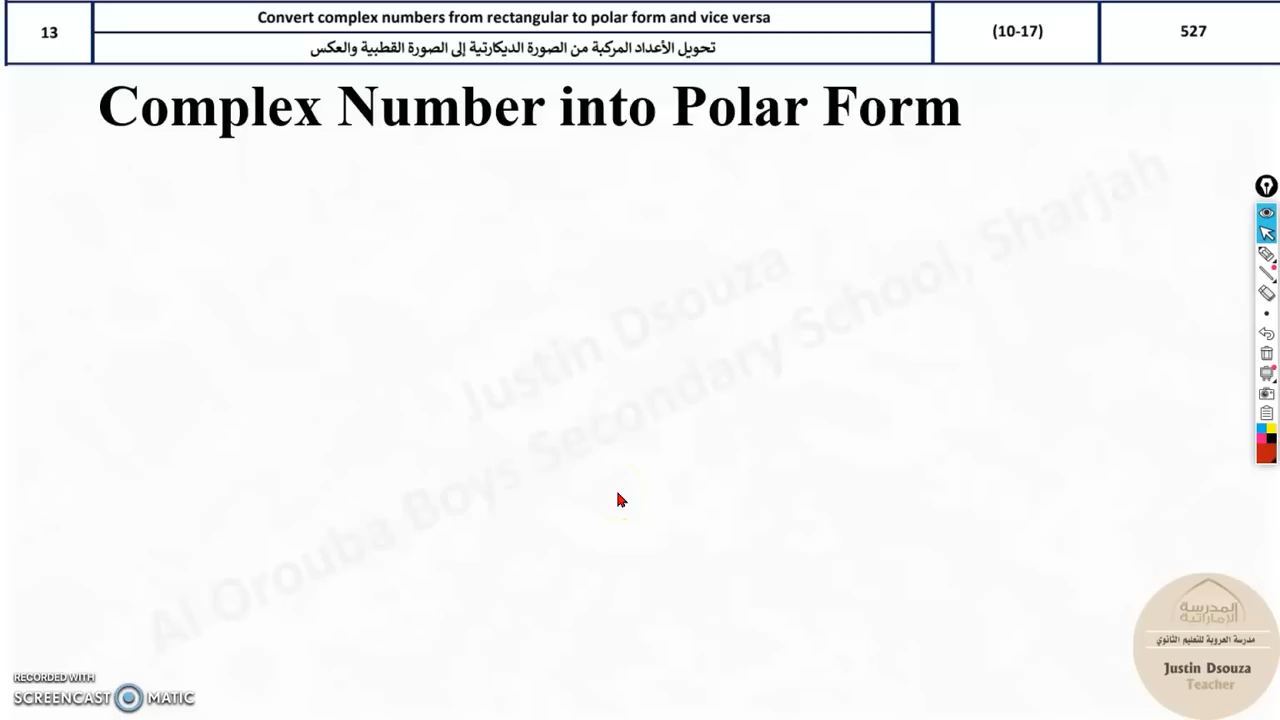 13
Convert complex numbers from rectangular to polar form and vice versa
تحويل الأعداد المركبة من الصورة الديكارتية إلى الصورة القطبية والعكس
(10-17)
527
Complex Number into Polar Form
Justin Dsouza
Al Orouba Boys Secondary School, Sharjah
المدرسة
الإماراتية
مدرسة العروبة للتعليم الثانوي
Justin Dsouza
Teacher
RECORDED WITH
SCREENCAST MATIC